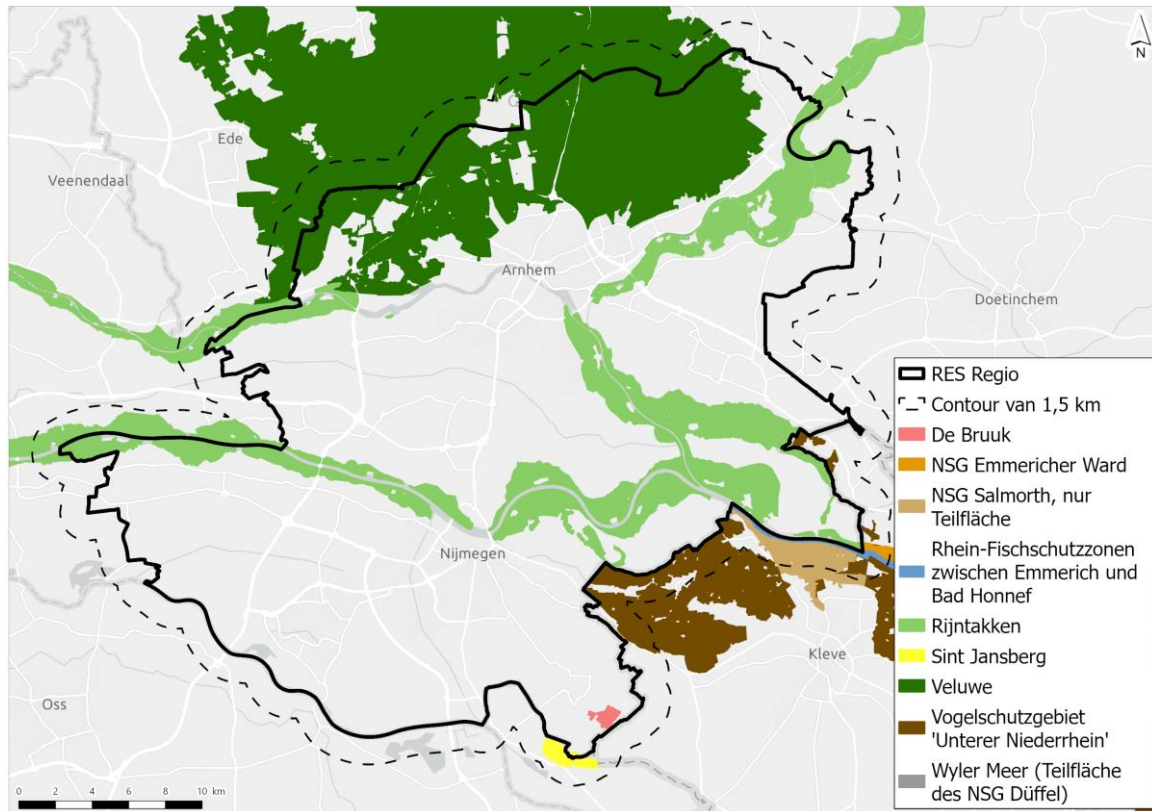 N
G
Ede
Veenendaal
Arnhem
Doetinchem
Nijmegen
Kleve
Oss
RES Regio
Contour van 1,5 km
De Bruuk
NSG Emmericher Ward
NSG Salmorth, nur
Teilfläche
Rhein-Fischschutzzonen
zwischen Emmerich und
Bad Honnef
Rijntakken
Sint Jansberg
Veluwe
Vogelschutzgebiet
'Unterer Niederrhein'
Wyler Meer (Teilfläche
des NSG Düffel)
0 2 4 6 8 10 km